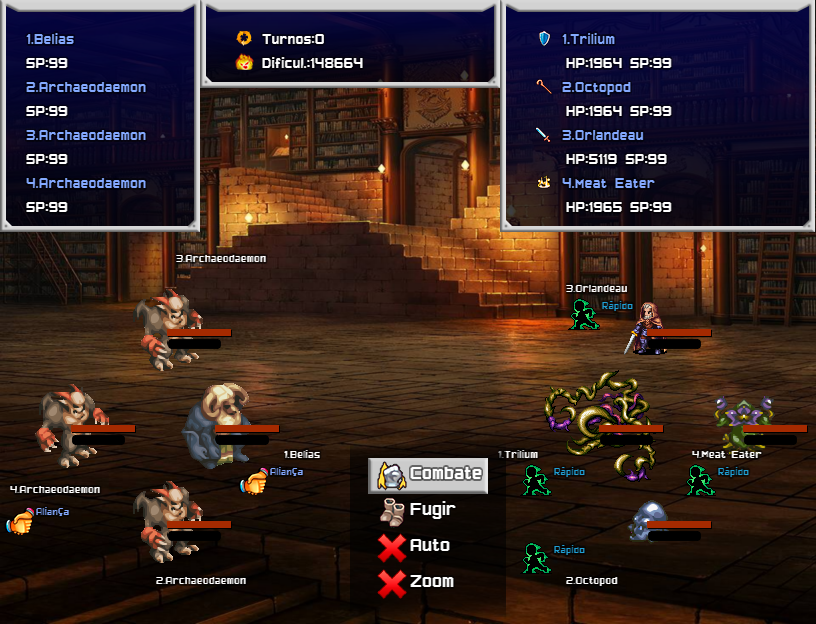 1.Belias
SP:99
2.Archaeodaemon
SP:99
3.Archaeodaemon
SP:99
4.Archaeodaemon
SP:99
Turnos:0
Dificul.:148664
1.Trilium
HP:1964 SP:99
2.Octopod
HP:1964 SP:99
3.Orlandeau
HP:5119 SP:99
4.Meat Eater
HP:1965 SP:99
3.Archaeodaemon
3.Orlandeau
Rápido
1.Belias
AlianÇa
4.Archaeodaemon
AlianÇa
2.Archaeodaemon
Combate
Fugir
Auto
Zoom
1.Trilium
Rápido
4.Meat Eater
Rápido
Rápido
2.Octopod